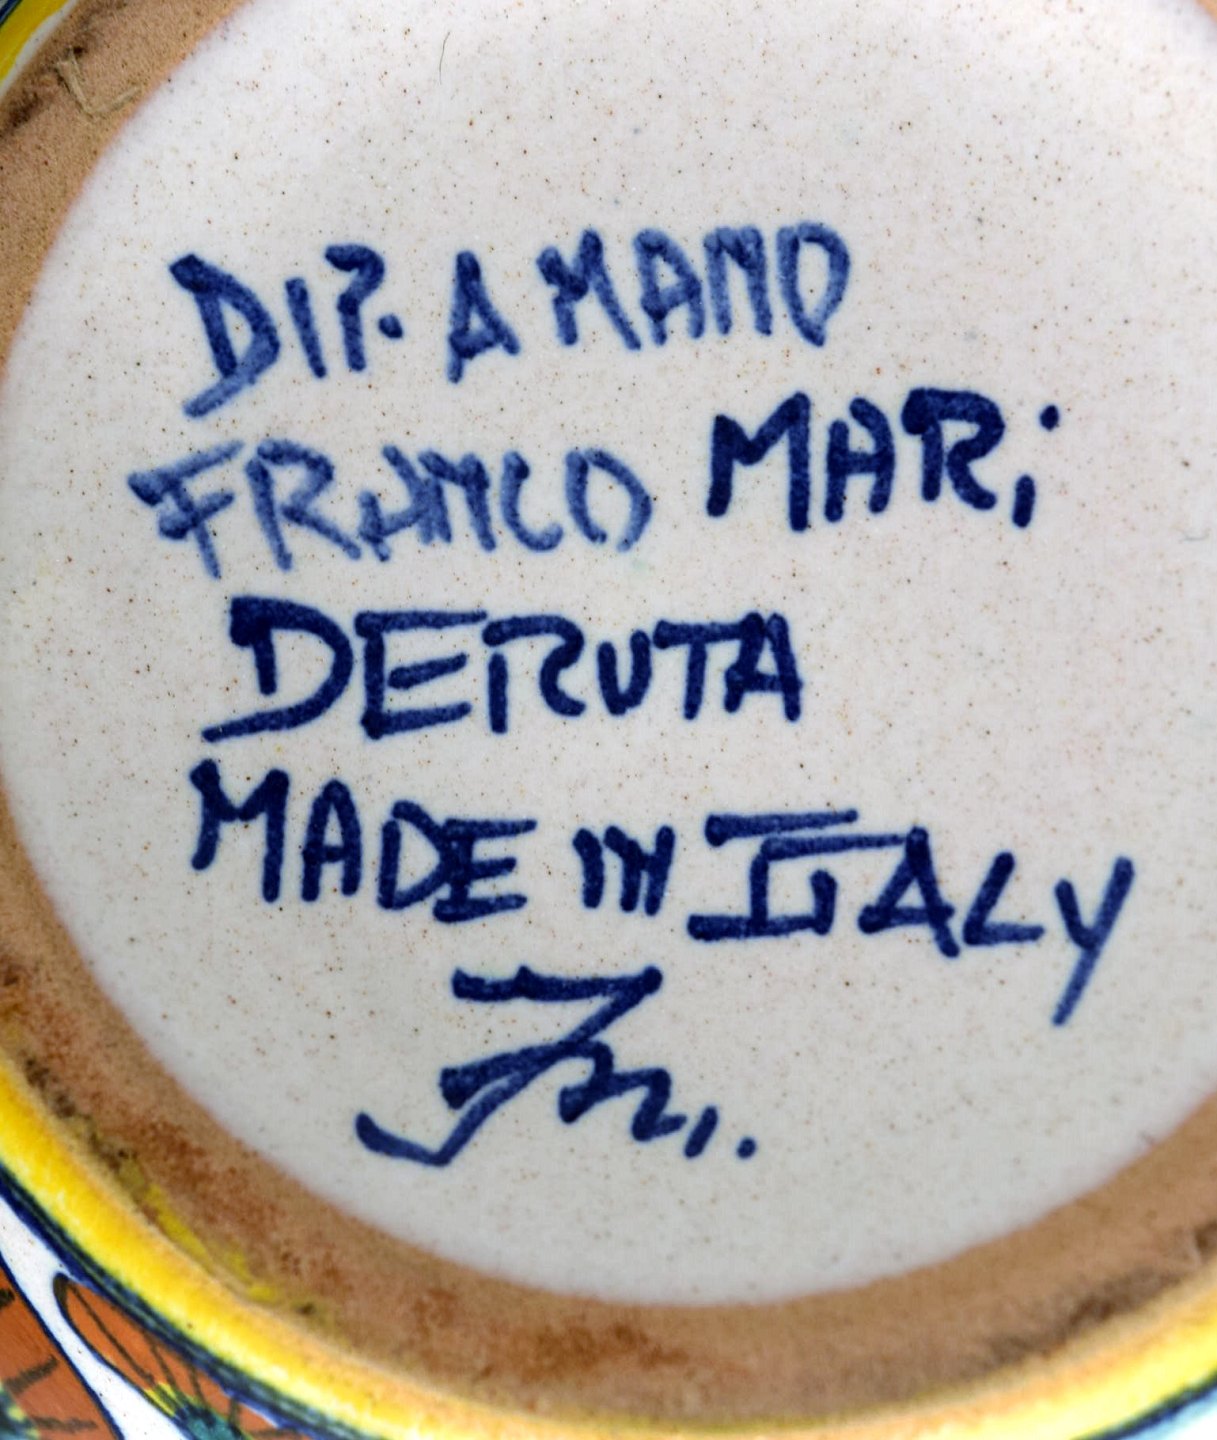 DIP. A MANO
FRANCO MARi
DERUTA
MADE IN ITALY